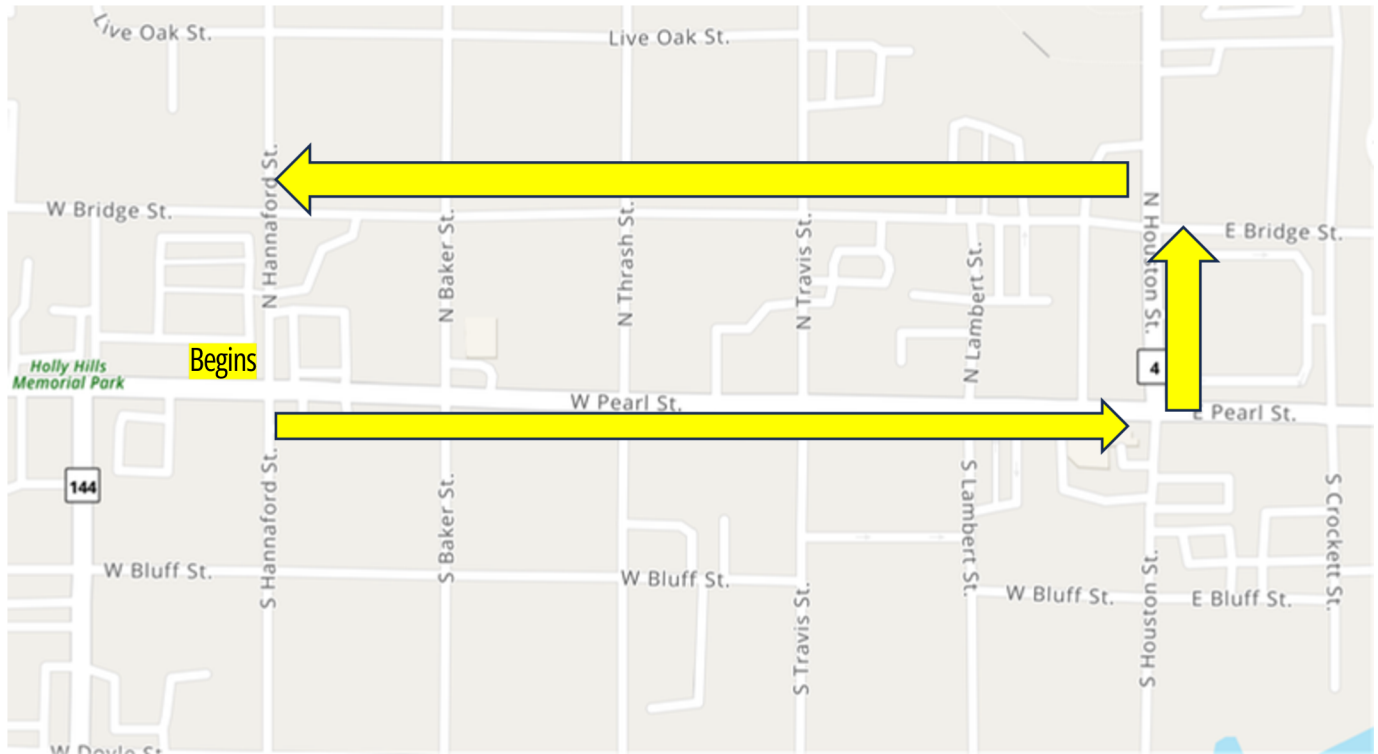 Live Oak St.
Live Oak St.
N Hannaford St.
W Bridge St.
N Baker St.
N Thrash St.
N Travis St.
N Lambert St.
N Houston St.
E Bridge St.
Begins
Holly Hills
Memorial Park
4
W Pearl St.
E Pearl St.
144
S Hannaford St.
S Baker St.
S Lambert St.
S Crockett St.
W Bluff St.
W Bluff St.
S Travis St.
W Bluff St.
E Bluff St.
S Houston St.
W Doyle St.